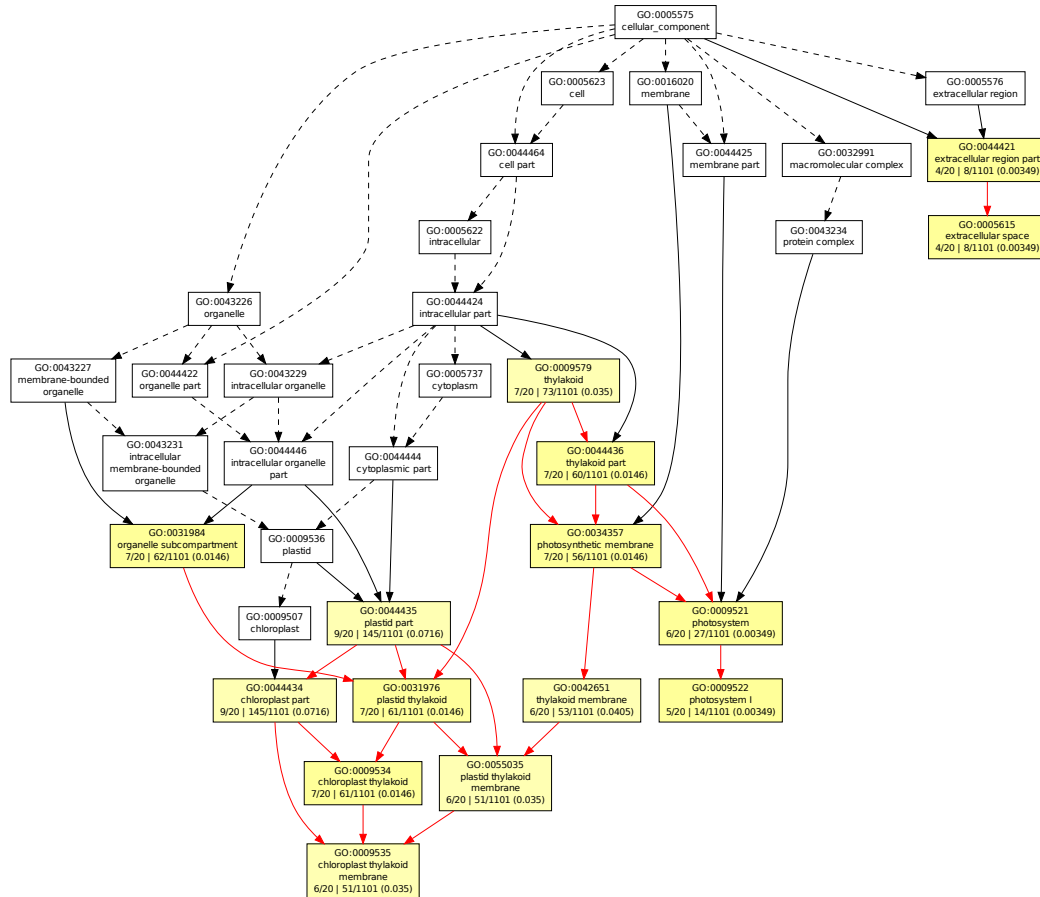 GO:0005575
cellular_component
GO:0005623
cell
GO:0016020
membrane
GO:0005576
extracellular region
GO:0044464
cell part
GO:0044425
membrane part
GO:0032991
macromolecular complex
GO:0044421
extracellular region part
4/20 | 8/1101 (0.00349)
GO:0005622
intracellular
GO:0043234
protein complex
GO:0005615
extracellular space
4/20 | 8/1101 (0.00349)
GO:0043226
organelle
GO:0044424
intracellular part
GO:0043227
membrane-bounded
organelle
GO:0044422
organelle part
GO:0043229
intracellular organelle
GO:0005737
cytoplasm
GO:0009579
thylakoid
7/20 | 73/1101 (0.035)
GO:0043231
intracellular
membrane-bounded
organelle
GO:0044446
intracellular organelle
part
GO:0044444
cytoplasmic part
GO:0044436
thylakoid part
7/20 | 60/1101 (0.0146)
GO:0031984
organelle subcompartment
7/20 | 62/1101 (0.0146)
GO:0009536
plastid
GO:0034357
photosynthetic membrane
7/20 | 56/1101 (0.0146)
GO:0009507
chloroplast
GO:0044435
plastid part
9/20 | 145/1101 (0.0716)
GO:0009521
photosystem
6/20 | 27/1101 (0.00349)
GO:0044434
chloroplast part
9/20 | 145/1101 (0.0716)
GO:0031976
plastid thylakoid
7/20 | 61/1101 (0.0146)
GO:0042651
thylakoid membrane
6/20 | 53/1101 (0.0405)
GO:0009522
photosystem I
5/20 | 14/1101 (0.00349)
GO:0009534
chloroplast thylakoid
7/20 | 61/1101 (0.0146)
GO:0055035
plastid thylakoid
membrane
6/20 | 51/1101 (0.035)
GO:0009535
chloroplast thylakoid
membrane
6/20 | 51/1101 (0.035)